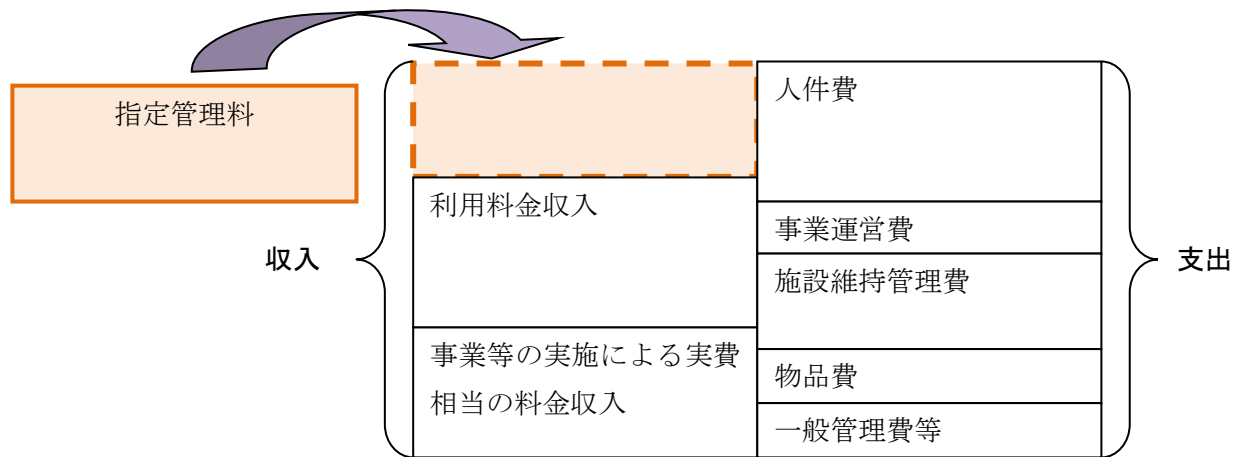 指定管理料
収入
利用料金収入
事業等の実施による実費
相当の料金収入
人件費
事業運営費
施設維持管理費
物品費
一般管理費等
支出